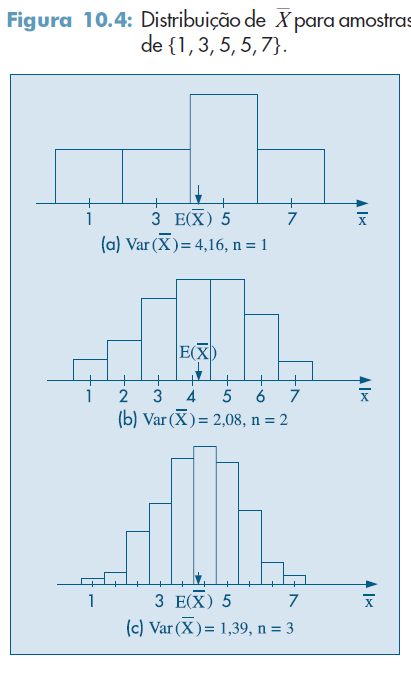 Figura 10.4: Distribuição de X̅ para amostras
de {1, 3, 5, 5, 7}.
1 3 E(X̅) 5 7 x̅
(a) Var (X̅) = 4,16, n = 1
E(X̅)
1 2 3 4 5 6 7 x̅
(b) Var (X̅) = 2,08, n = 2
1 3 E(X̅) 5 7 x̅
(c) Var (X̅) = 1,39, n = 3